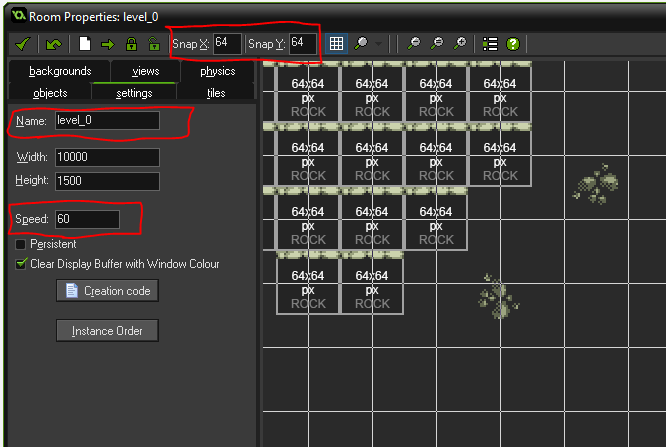 Room Properties: level_0
Snap X: 64 Snap Y: 64
backgrounds views physics
objects settings tiles
Name: level_0
Width: 10000
Height: 1500
Speed: 60
Persistent
Clear Display Buffer with Window Colour
Creation code
Instance Order
64x64 64x64 64x64 64x64
px px px px
ROCK ROCK ROCK ROCK
64x64 64x64 64x64 64x64
px px px px
ROCK ROCK ROCK ROCK
64x64 64x64 64x64
px px px
ROCK ROCK ROCK
64x64 64x64
px px
ROCK ROCK